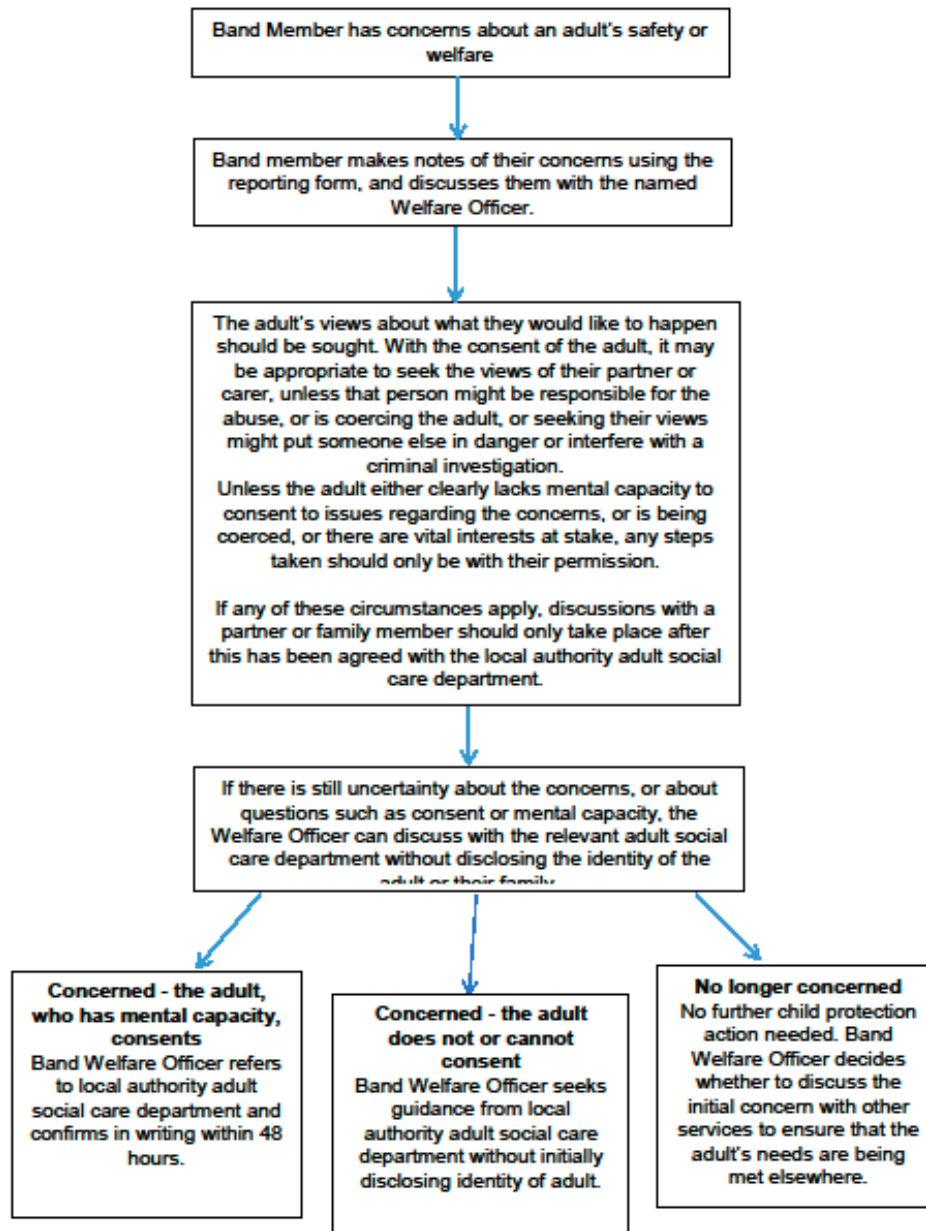 Band Member has concerns about an adult's safety or
welfare
Band member makes notes of their concerns using the
reporting form, and discusses them with the named
Welfare Officer.
The adult's views about what they would like to happen
should be sought. With the consent of the adult, it may
be appropriate to seek the views of their partner or
carer, unless that person might be responsible for the
abuse, or is coercing the adult, or seeking their views
might put someone else in danger or interfere with a
criminal investigation.
Unless the adult either clearly lacks mental capacity to
consent to issues regarding the concerns, or is being
coerced, or there are vital interests at stake, any steps
taken should only be with their permission.
If any of these circumstances apply, discussions with a
partner or family member should only take place after
this has been agreed with the local authority adult social
care department.
If there is still uncertainty about the concerns, or about
questions such as consent or mental capacity, the
Welfare Officer can discuss with the relevant adult social
care department without disclosing the identity of the
adult or their family.
Concerned - the adult,
who has mental capacity,
consents
Band Welfare Officer refers
to local authority adult
social care department and
confirms in writing within 48
hours.
Concerned - the adult
does not or cannot
consent
Band Welfare Officer seeks
guidance from local
authority adult social care
department without initially
disclosing identity of adult.
No longer concerned
No further child protection
action needed. Band
Welfare Officer decides
whether to discuss the
initial concern with other
services to ensure that the
adult's needs are being
met elsewhere.